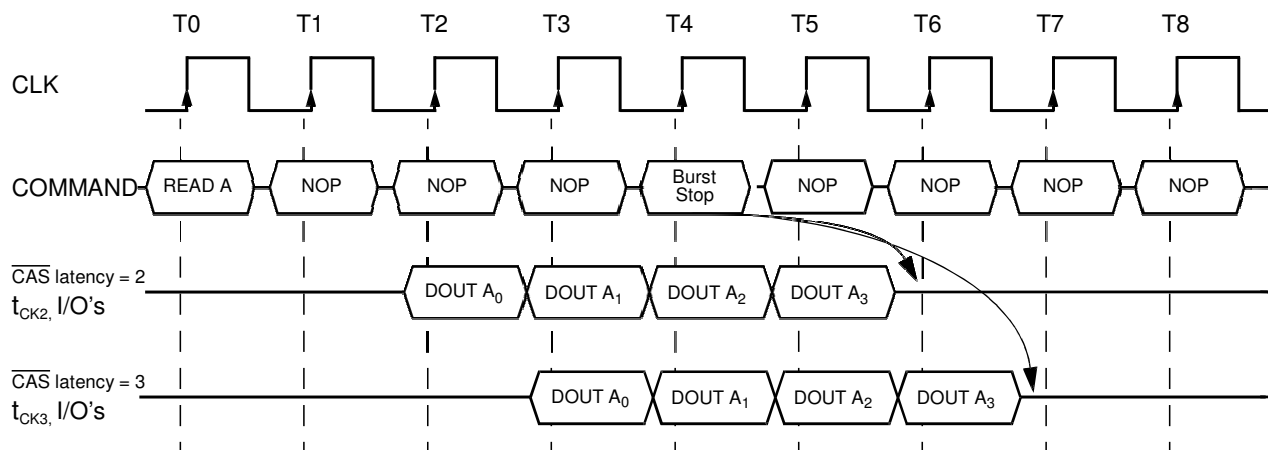 T0 T1 T2 T3 T4 T5 T6 T7 T8
CLK
COMMAND READ A NOP NOP NOP Burst Stop NOP NOP NOP NOP
CAS latency = 2
tCK2, I/O's DOUT A0 DOUT A1 DOUT A2 DOUT A3
CAS latency = 3
tCK3, I/O's DOUT A0 DOUT A1 DOUT A2 DOUT A3